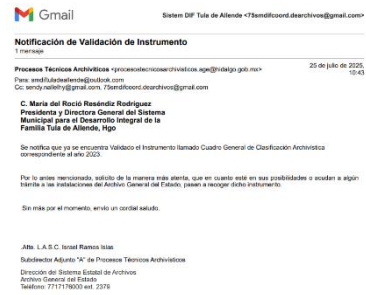 Gmail
Sistem DIF Tula de Allende <75smdifcoord.dearchivos@gmail.com>
Notificación de Validación de Instrumento
1 mensaje
Procesos Técnicos Archivíticos <procesostecnicosarchivisticos.age@hidalgo.gob.mx>
25 de julio de 2025,
10:43
Para: smdiftuladeallende@outlook.com
Cc: sendy.nallelhy@gmail.com, 75smdifcoord.dearchivos@gmail.com
C. María del Roció Reséndiz Rodríguez
Presidenta y Directora General del Sistema
Municipal para el Desarrollo Integral de la
Familia Tula de Allende, Hgo
Se notifica que ya se encuentra Validado el Instrumento llamado Cuadro General de Clasificación Archivística
correspondiente al año 2023.
Por lo antes mencionado, solicito de la manera más atenta, que en cuanto esté en sus posibilidades o acudan a algún
trámite a las instalaciones del Archivo General del Estado, pasen a recoger dicho instrumento.
Sin más por el momento, envío un cordial saludo.
Atte. L.A.S.C. Israel Ramos Islas
Subdirector Adjunto "A" de Procesos Técnicos Archivísticos
Dirección del Sistema Estatal de Archivos
Archivo General del Estado
Teléfono: 7717176000 ext. 2379